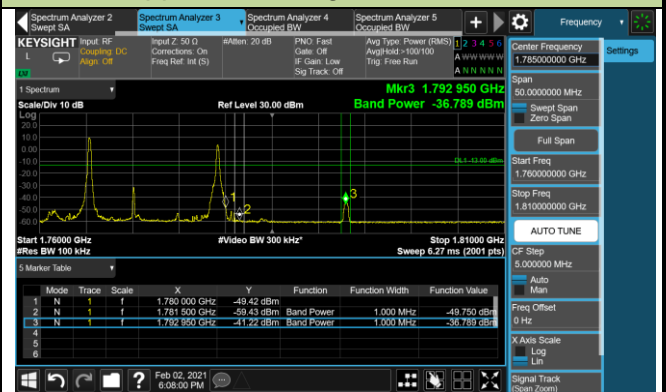 Spectrum Analyzer 2
Swept SA
Spectrum Analyzer 3
Swept SA
Spectrum Analyzer 4
Occupied BW
Spectrum Analyzer 5
Occupied BW
Frequency
KEYSIGHT
L
Input: RF
Coupling: DC
Align: Off
Input Z: 50 Ω
Corrections: On
Freq Ref: Int (S)
#Atten: 20 dB
PNO: Fast
Gate: Off
IF Gain: Low
Sig Track: Off
Avg Type: Power (RMS)
Avg|Hold:>100/100
Trig: Free Run
1 2 3 4 5 6
A W W W W W
A N N N N N
1 Spectrum
Scale/Div 10 dB
Log
Ref Level 30.00 dBm
Mkr3 1.792 950 GHz
Band Power -36.789 dBm
20.0
10.0
0.00
-10.0
-20.0
-30.0
-40.0
-50.0
-60.0
DL1 -13.00 dBm
1
2
3
Start 1.76000 GHz
#Res BW 100 kHz
#Video BW 300 kHz*
Stop 1.81000 GHz
Sweep 6.27 ms (2001 pts)
5 Marker Table
Mode Trace Scale X Y Function Function Width Function Value
1 N 1 f 1.780 000 GHz -49.42 dBm
2 N 1 f 1.781 500 GHz -59.43 dBm Band Power 1.000 MHz -49.750 dBm
3 N 1 f 1.792 950 GHz -41.22 dBm Band Power 1.000 MHz -36.789 dBm
4
5
6
Feb 02, 2021
6:08:00 PM
Settings
Center Frequency
1.785000000 GHz
Span
50.0000000 MHz
Swept Span
Zero Span
Full Span
Start Freq
1.760000000 GHz
Stop Freq
1.810000000 GHz
AUTO TUNE
CF Step
5.000000 MHz
Auto
Man
Freq Offset
0 Hz
X Axis Scale
Log
Lin
Signal Track
(Span Zoom)